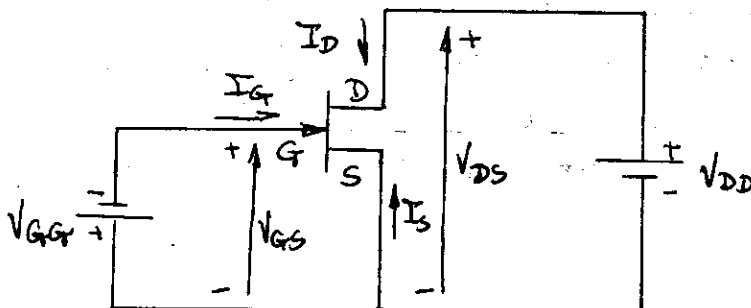 I_D
+
D
I_G
+ G
S
-
V_GG
+
V_GS
I_S
V_DS
+
V_DD
-
-
-